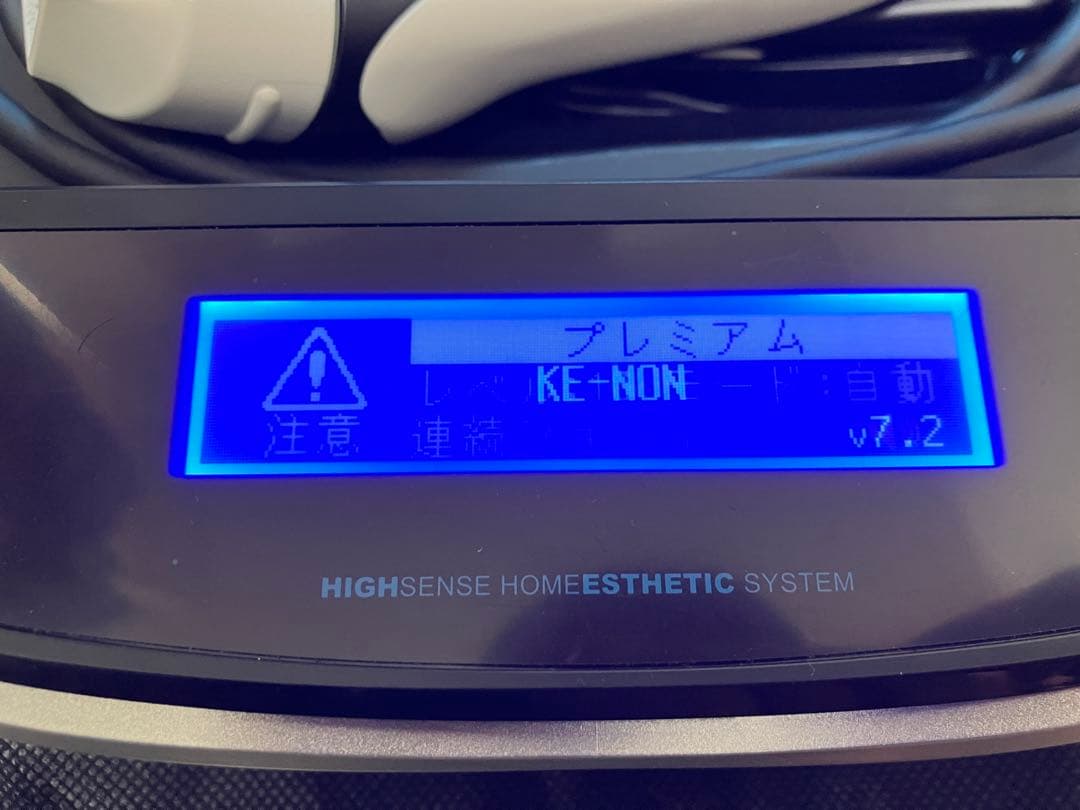 プレミアム
KE-NON
モード:自動
注意 連続
v7.2
HIGHSENSE HOMEESTHETIC SYSTEM